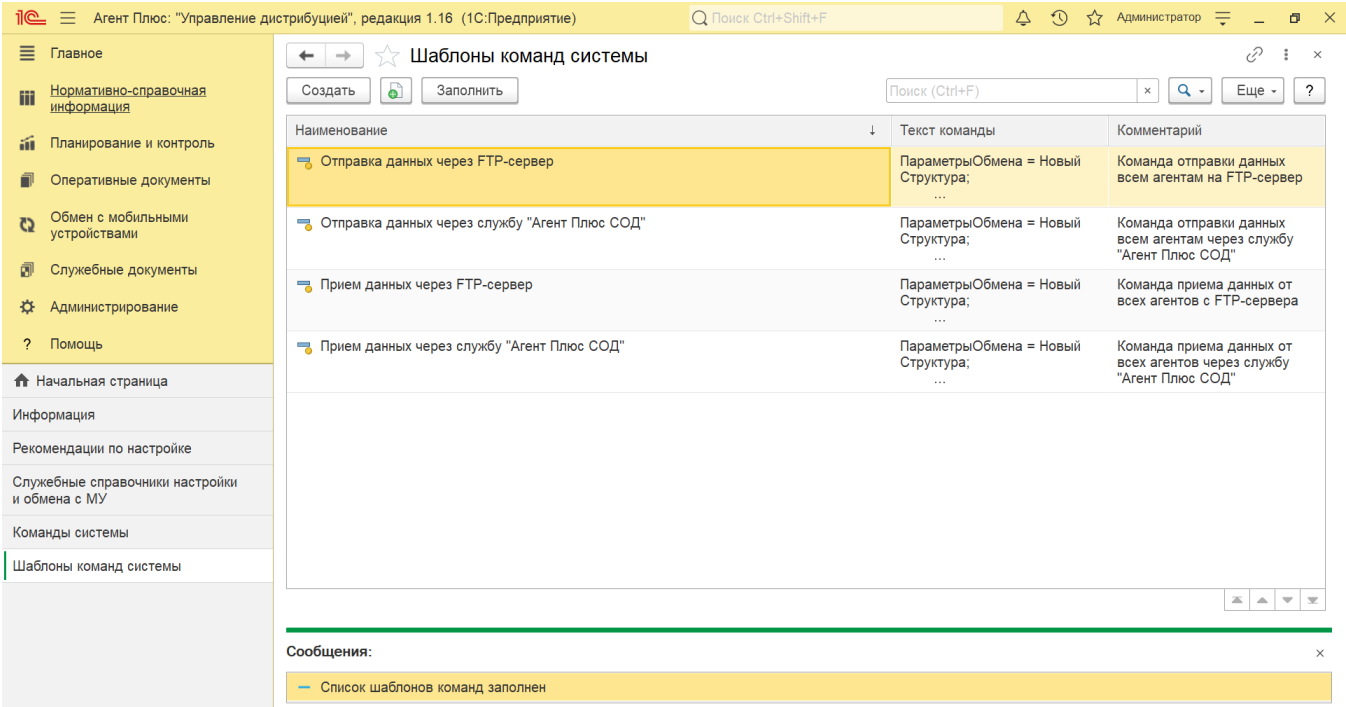 1С Агент Плюс: "Управление дистрибуцией", редакция 1.16 (1С:Предприятие) Поиск Ctrl+Shift+F Администратор
Главное
Нормативно-справочная
информация
Планирование и контроль
Оперативные документы
Обмен с мобильными
устройствами
Служебные документы
Администрирование
? Помощь
Начальная страница
Информация
Рекомендации по настройке
Служебные справочники настройки
и обмена с МУ
Команды системы
Шаблоны команд системы
Шаблоны команд системы
Создать Заполнить Поиск (Ctrl+F) × Еще ?
Наименование ↓ Текст команды Комментарий
Отправка данных через FTP-сервер ПараметрыОбмена = Новый Команда отправки данных
Структура; всем агентам на FTP-сервер
...
Отправка данных через службу "Агент Плюс СОД" ПараметрыОбмена = Новый Команда отправки данных
Структура; всем агентам через службу
... "Агент Плюс СОД"
Прием данных через FTP-сервер ПараметрыОбмена = Новый Команда приема данных от
Структура; всех агентов с FTP-сервера
...
Прием данных через службу "Агент Плюс СОД" ПараметрыОбмена = Новый Команда приема данных от
Структура; всех агентов через службу
... "Агент Плюс СОД"
Сообщения:
Список шаблонов команд заполнен